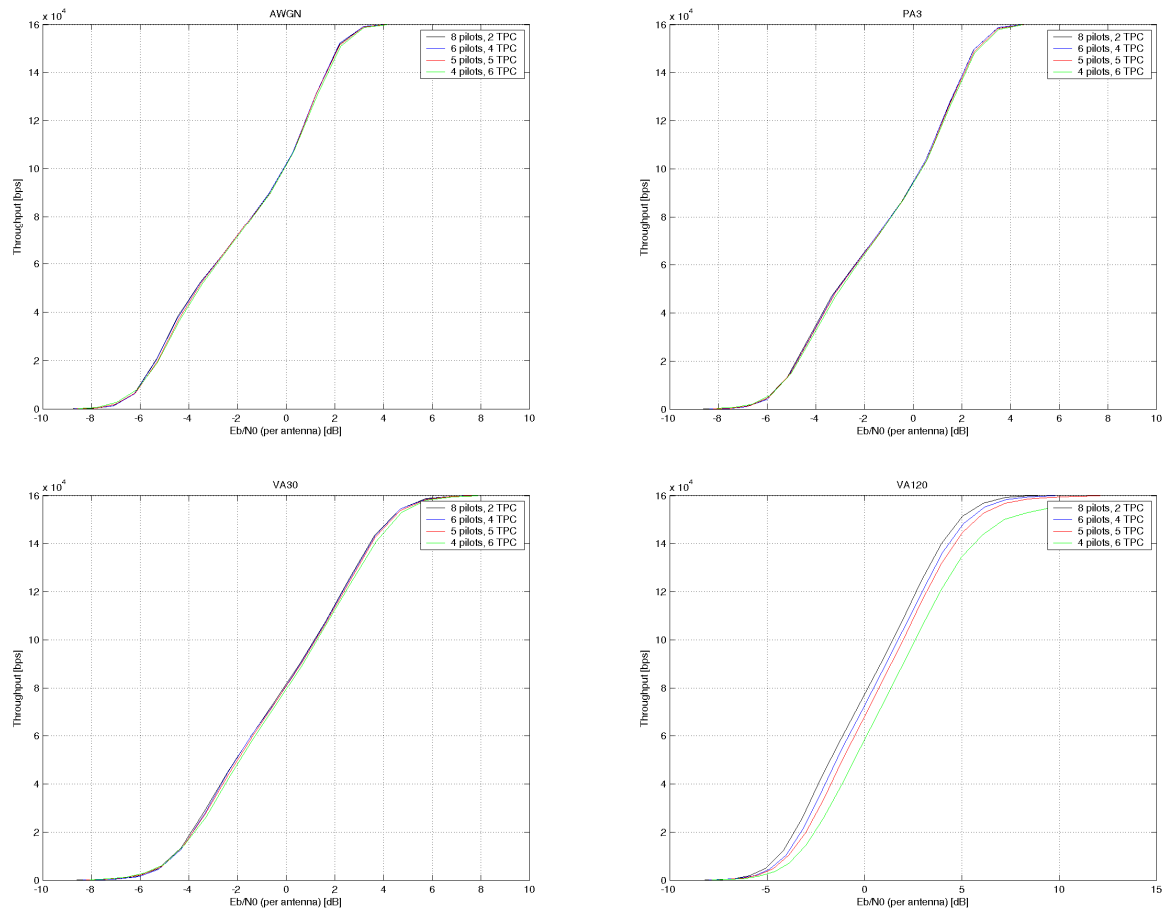 AWGN
x 10⁴
16
14
12
10
8
6
4
2
0
Throughput [bps]
-10 -8 -6 -4 -2 0 2 4 6 8 10
Eb/N0 (per antenna) [dB]
8 pilots, 2 TPC
6 pilots, 4 TPC
5 pilots, 5 TPC
4 pilots, 6 TPC
PA3
x 10⁴
16
14
12
10
8
6
4
2
0
Throughput [bps]
-10 -8 -6 -4 -2 0 2 4 6 8 10
Eb/N0 (per antenna) [dB]
8 pilots, 2 TPC
6 pilots, 4 TPC
5 pilots, 5 TPC
4 pilots, 6 TPC
VA30
x 10⁴
16
14
12
10
8
6
4
2
0
Throughput [bps]
-10 -8 -6 -4 -2 0 2 4 6 8 10
Eb/N0 (per antenna) [dB]
8 pilots, 2 TPC
6 pilots, 4 TPC
5 pilots, 5 TPC
4 pilots, 6 TPC
VA120
x 10⁴
16
14
12
10
8
6
4
2
0
Throughput [bps]
-10 -5 0 5 10 15
Eb/N0 (per antenna) [dB]
8 pilots, 2 TPC
6 pilots, 4 TPC
5 pilots, 5 TPC
4 pilots, 6 TPC